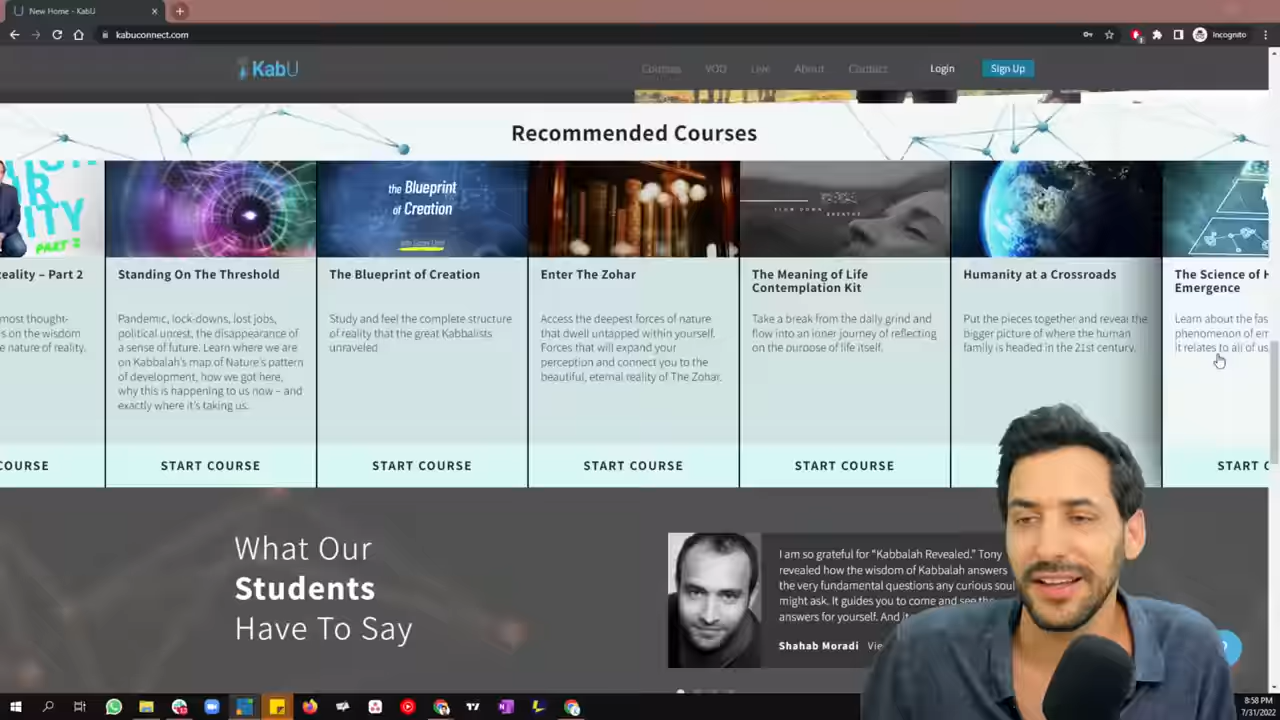 New Home - KabU
kabuconnect.com
Incognito
KabU
Courses VOD Live About Contact Login Sign Up
Recommended Courses
PART 2
the Blueprint
of Creation
SLOW DOWN BREATHE
eality – Part 2
most thought-
s on the wisdom
e nature of reality.
COURSE
Standing On The Threshold
Pandemic, lock-downs, lost jobs,
political unrest, the disappearance of
a sense of future. Learn where we are
on Kabbalah's map of Nature's pattern
of development, how we got here,
why this is happening to us now – and
exactly where it's taking us.
START COURSE
The Blueprint of Creation
Study and feel the complete structure
of reality that the great Kabbalists
unraveled
START COURSE
Enter The Zohar
Access the deepest forces of nature
that dwell untapped within yourself.
Forces that will expand your
perception and connect you to the
beautiful, eternal reality of The Zohar.
START COURSE
The Meaning of Life
Contemplation Kit
Take a break from the daily grind and
flow into an inner journey of reflecting
on the purpose of life itself.
START COURSE
Humanity at a Crossroads
Put the pieces together and reveal the
bigger picture of where the human
family is headed in the 21st century.
The Science of H
Emergence
Learn about the fas
phenomenon of em
it relates to all of us
START C
What Our
Students
Have To Say
I am so grateful for “Kabbalah Revealed.” Tony
revealed how the wisdom of Kabbalah answers
the very fundamental questions any curious soul
might ask. It guides you to come and see the
answers for yourself. And it
Shahab Moradi Vie
8:58 PM
7/31/2022